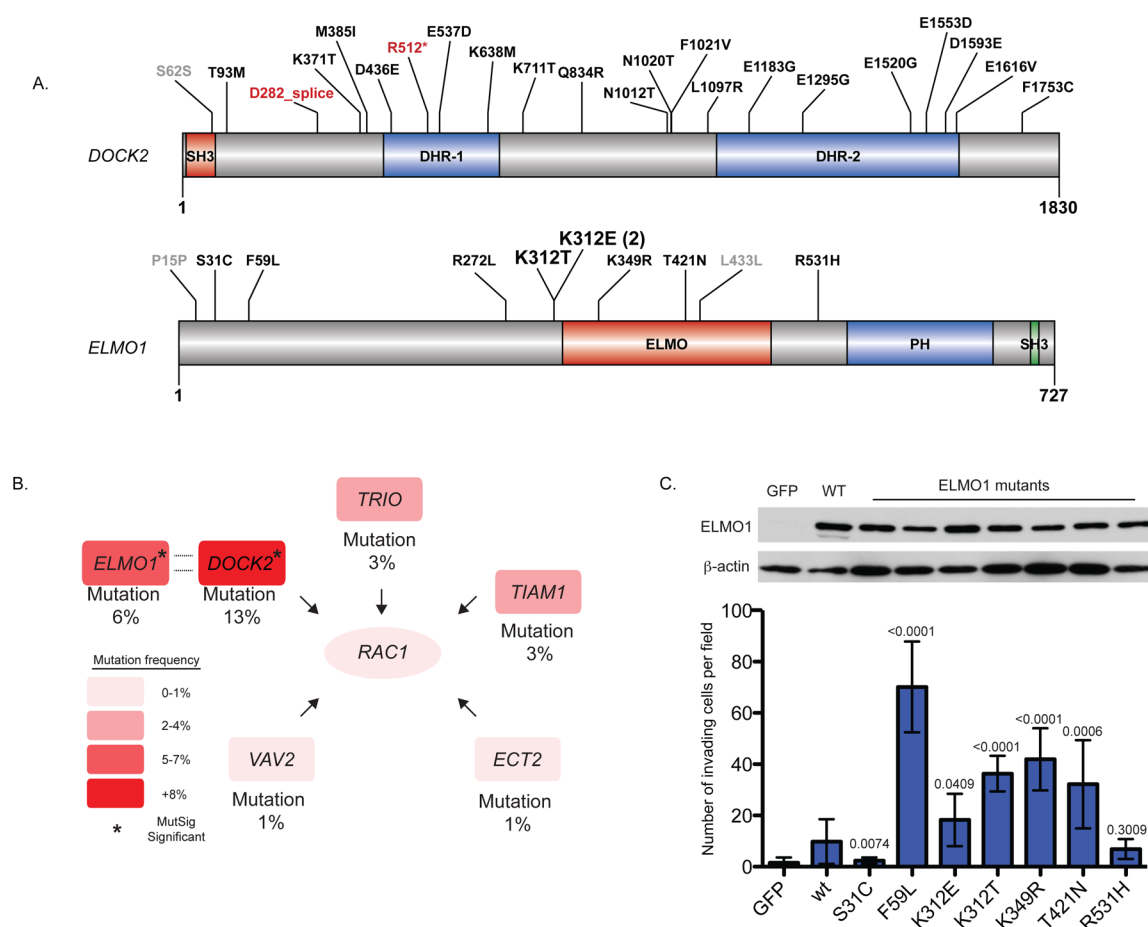 A.
S62S
T93M
D282_splice
K371T
M385I
D436E
R512*
E537D
K638M
K711T
Q834R
N1012T
N1020T
F1021V
L1097R
E1183G
E1295G
E1520G
E1553D
D1593E
E1616V
F1753C
DOCK2
SH3
DHR-1
DHR-2
1
1830
P15P
S31C
F59L
R272L
K312T
K312E (2)
K349R
T421N
L433L
R531H
ELMO1
ELMO
PH
SH3
1
727
B.
TRIO
Mutation
3%
ELMO1*
Mutation
6%
DOCK2*
Mutation
13%
TIAM1
Mutation
3%
RAC1
VAV2
Mutation
1%
ECT2
Mutation
1%
Mutation frequency
0-1%
2-4%
5-7%
+8%
* MutSig
Significant
C.
GFP WT ELMO1 mutants
ELMO1
β-actin
Number of invading cells per field
100
80
60
40
20
0
0.0074
<0.0001
0.0409
<0.0001
<0.0001
0.0006
0.3009
GFP
wt
S31C
F59L
K312E
K312T
K349R
T421N
R531H